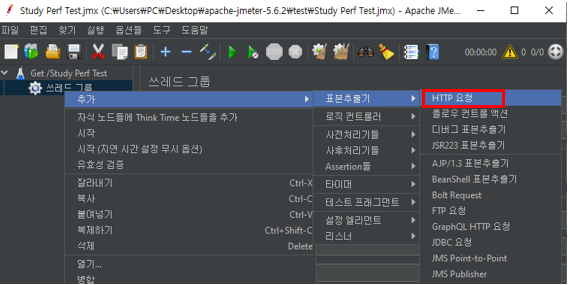 Study Perf Test.jmx (C:₩Users₩PC₩Desktop₩apache-jmeter-5.6.2₩test₩Study Perf Test.jmx) - Apache JMe...
파일 편집 찾기 실행 옵션들 도구 도움말
00:00:00 0 0/0
Get /Study Perf Test
쓰레드 그룹
쓰레드 그룹
추가
자식 노드들에 Think Time 노드들을 추가
시작
시작 (지연 시간 설정 무시 옵션)
유효성 검증
잘라내기 Ctrl-X
복사 Ctrl-C
붙여넣기 Ctrl-V
복제하기 Ctrl+Shift-C
삭제 Delete
열기...
병합
표본추출기
로직 컨트롤러
사전처리기들
사후처리기들
Assertion들
타이머
테스트 프래그먼트
설정 엘리먼트
리스너
HTTP 요청
플로우 컨트롤 액션
디버그 표본추출기
JSR223 표본추출기
AJP/1.3 표본추출기
BeanShell 표본추출기
Bolt Request
FTP 요청
GraphQL HTTP 요청
JDBC 요청
JMS Point-to-Point
JMS Publisher